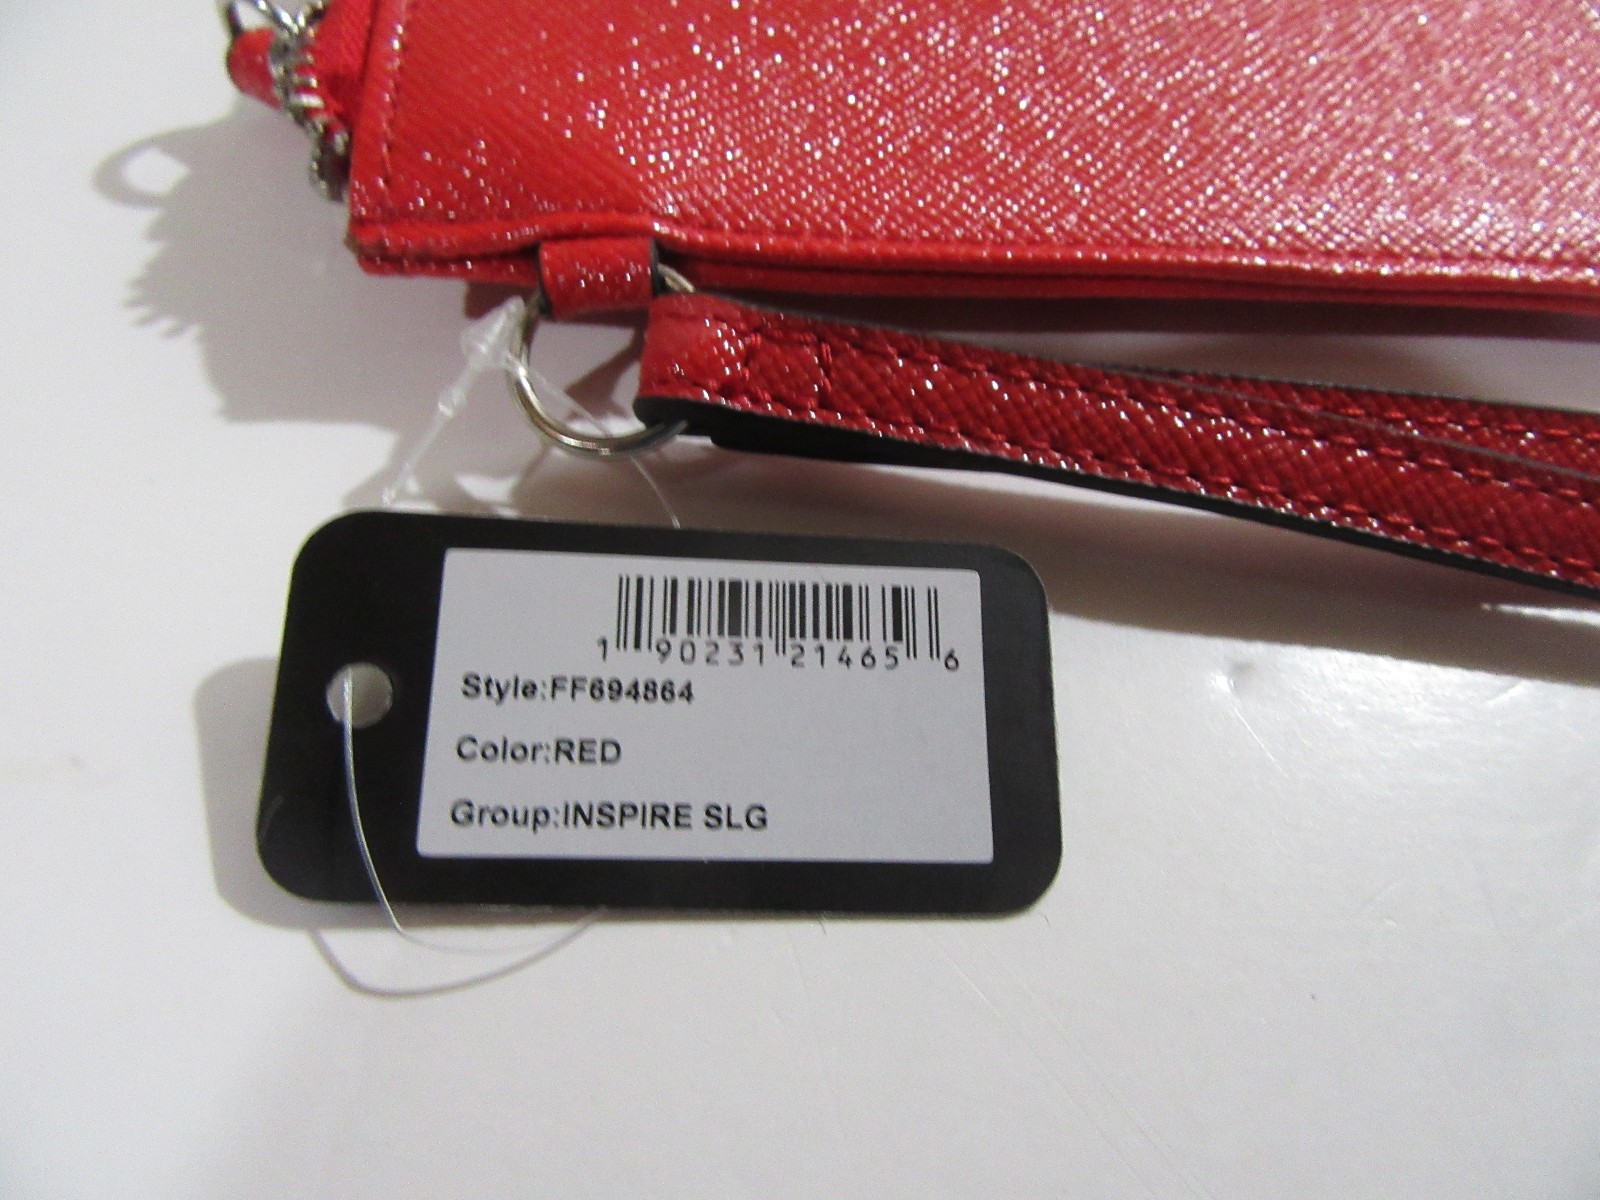 1 90231 21465 6
Style:FF694864
Color:RED
Group:INSPIRE SLG